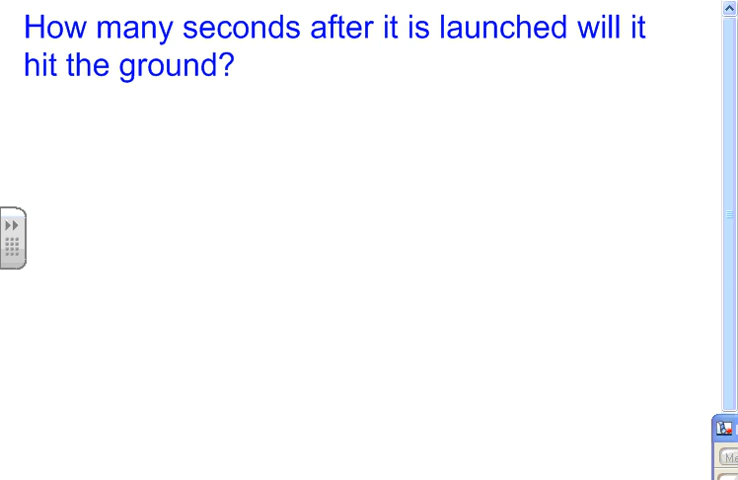 How many seconds after it is launched will it
hit the ground?